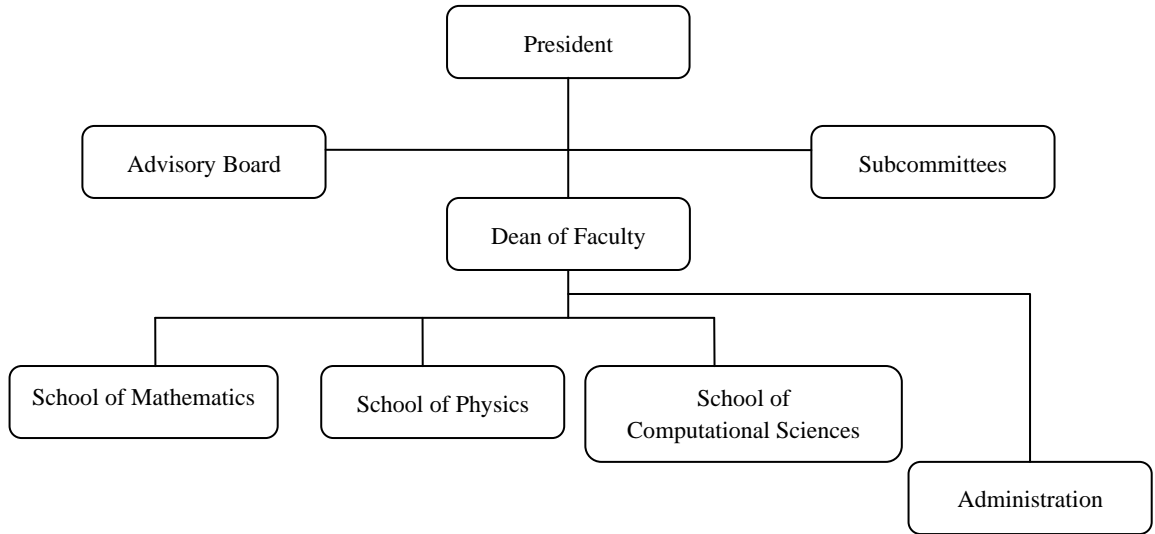 President
Advisory Board
Subcommittees
Dean of Faculty
School of Mathematics
School of Physics
School of
Computational Sciences
Administration